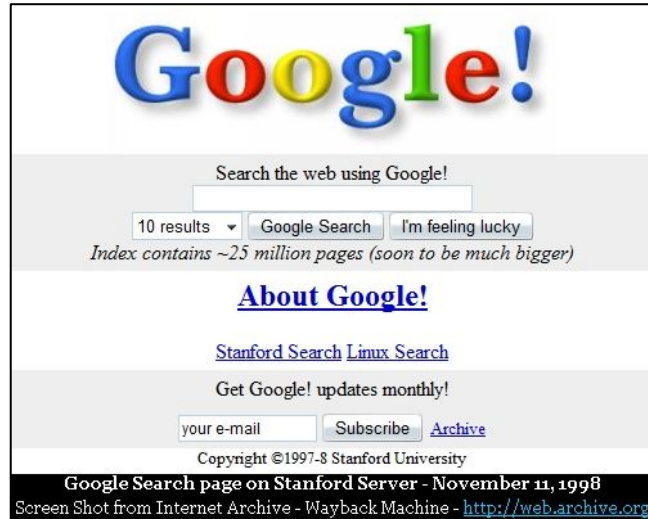 Google!
Search the web using Google!
10 results Google Search I'm feeling lucky
Index contains ~25 million pages (soon to be much bigger)
About Google!
Stanford Search Linux Search
Get Google! updates monthly!
your e-mail Subscribe Archive
Copyright ©1997-8 Stanford University
Google Search page on Stanford Server - November 11, 1998
Screen Shot from Internet Archive - Wayback Machine - http://web.archive.org